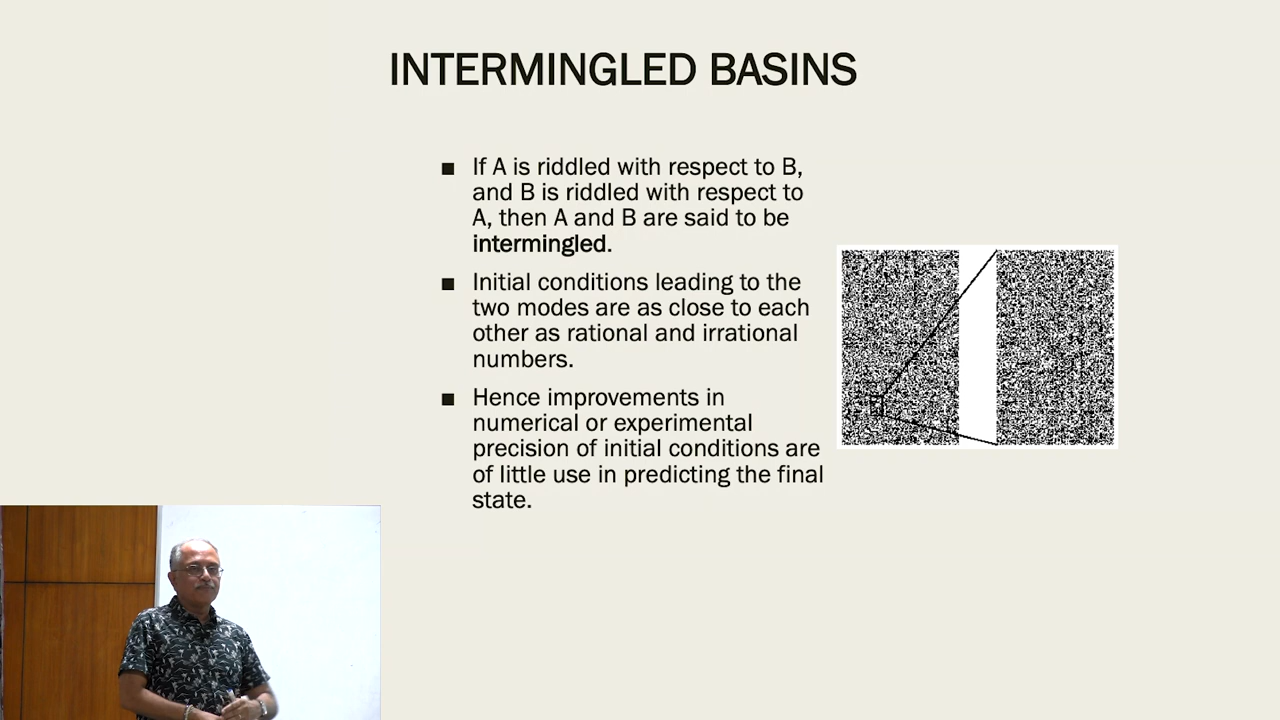 INTERMINGLED BASINS
■ If A is riddled with respect to B,
and B is riddled with respect to
A, then A and B are said to be
intermingled.
■ Initial conditions leading to the
two modes are as close to each
other as rational and irrational
numbers.
■ Hence improvements in
numerical or experimental
precision of initial conditions are
of little use in predicting the final
state.